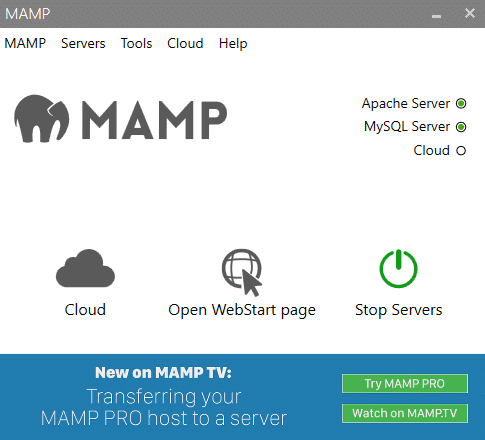 MAMP
MAMP Servers Tools Cloud Help
MAMP
Apache Server
MySQL Server
Cloud
Cloud Open WebStart page Stop Servers
New on MAMP TV:
Transferring your
MAMP PRO host to a server
Try MAMP PRO
Watch on MAMP.TV